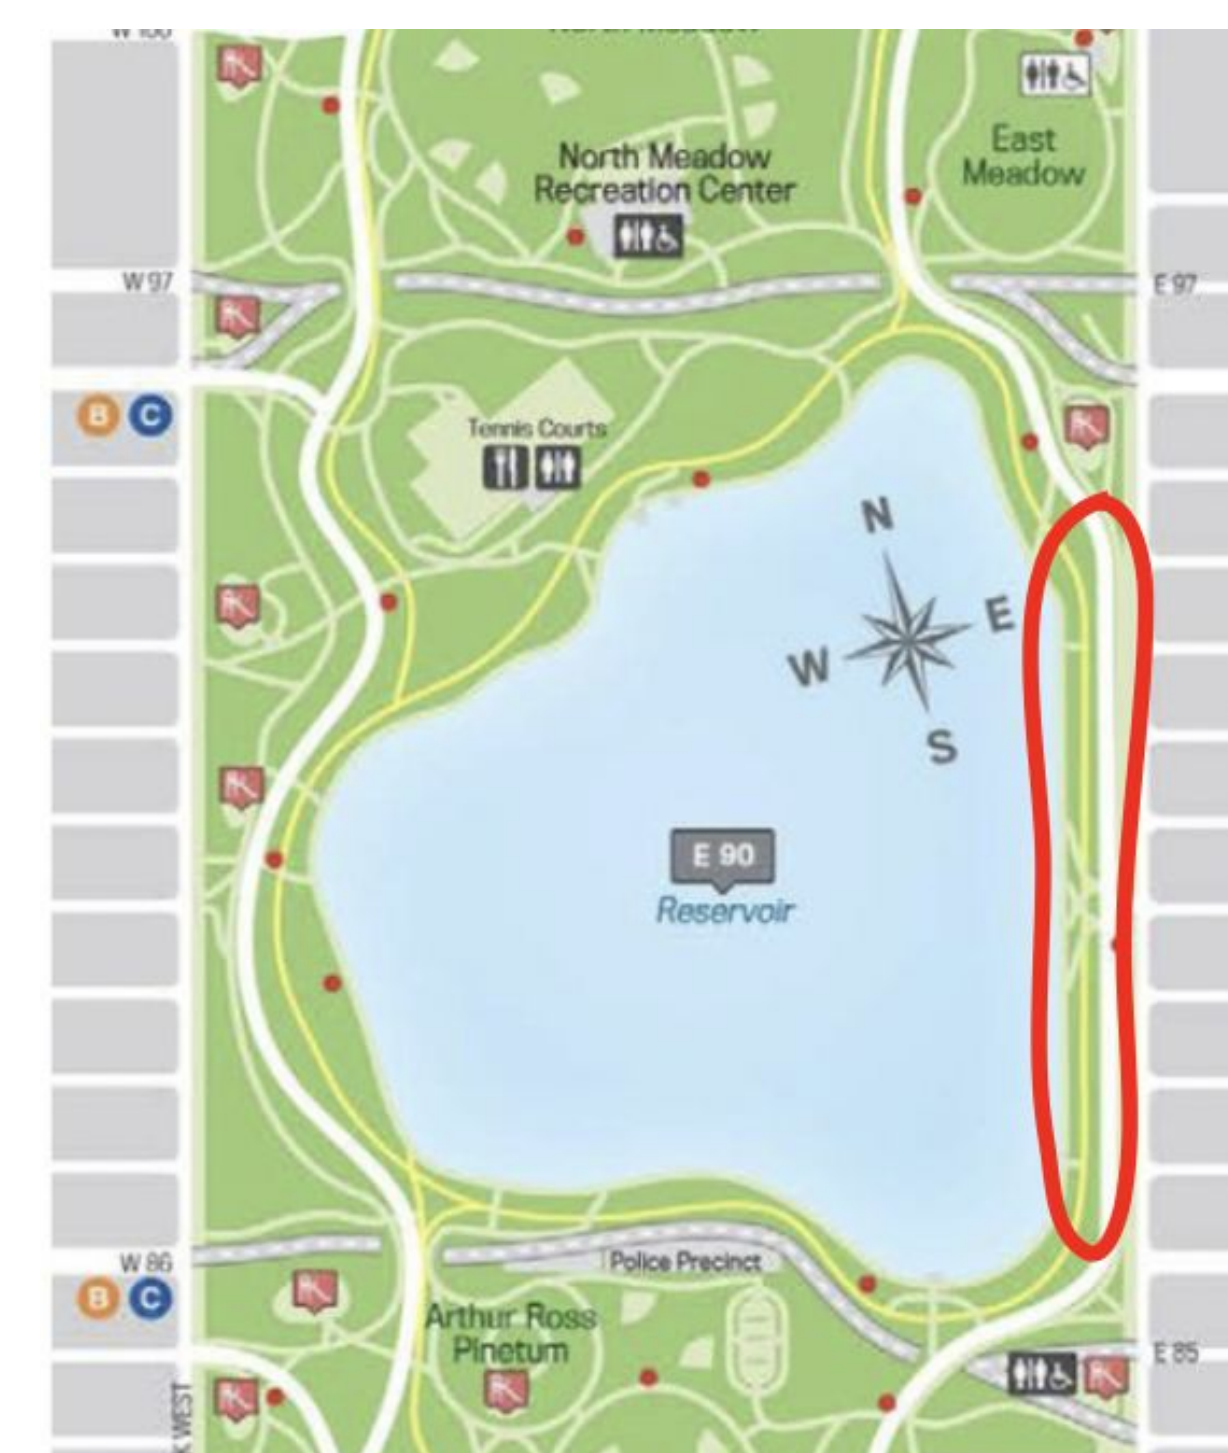 North Meadow
Recreation Center
East
Meadow
W 97
E 97
B C
Tennis Courts
N
E
W
S
E 90
Reservoir
W 86
Police Precinct
B C
Arthur Ross
Pinetum
E 85
WEST